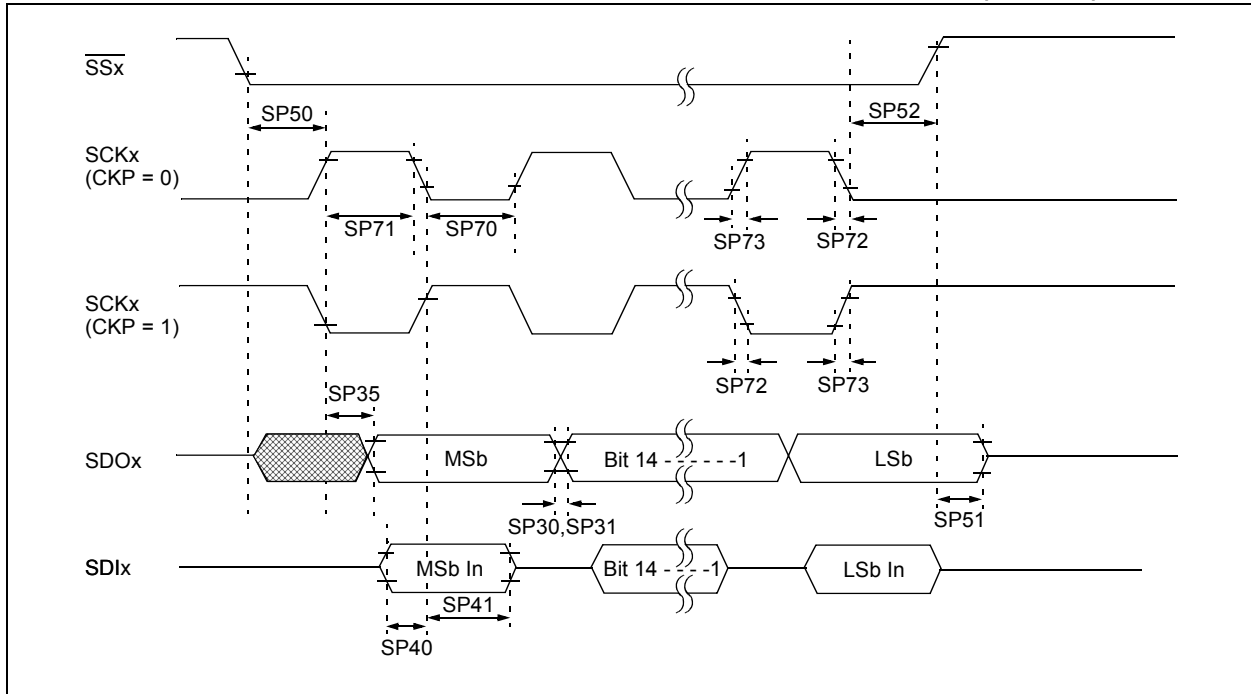 SSx
SP50
SP52
SCKx
(CKP = 0)
SP71
SP70
SP73
SP72
SCKx
(CKP = 1)
SP72
SP73
SP35
SDOx
MSb
Bit 14 - - - - - -1
LSb
SP30,SP31
SP51
SDIx
MSb In
Bit 14 - - - - -1
LSb In
SP41
SP40